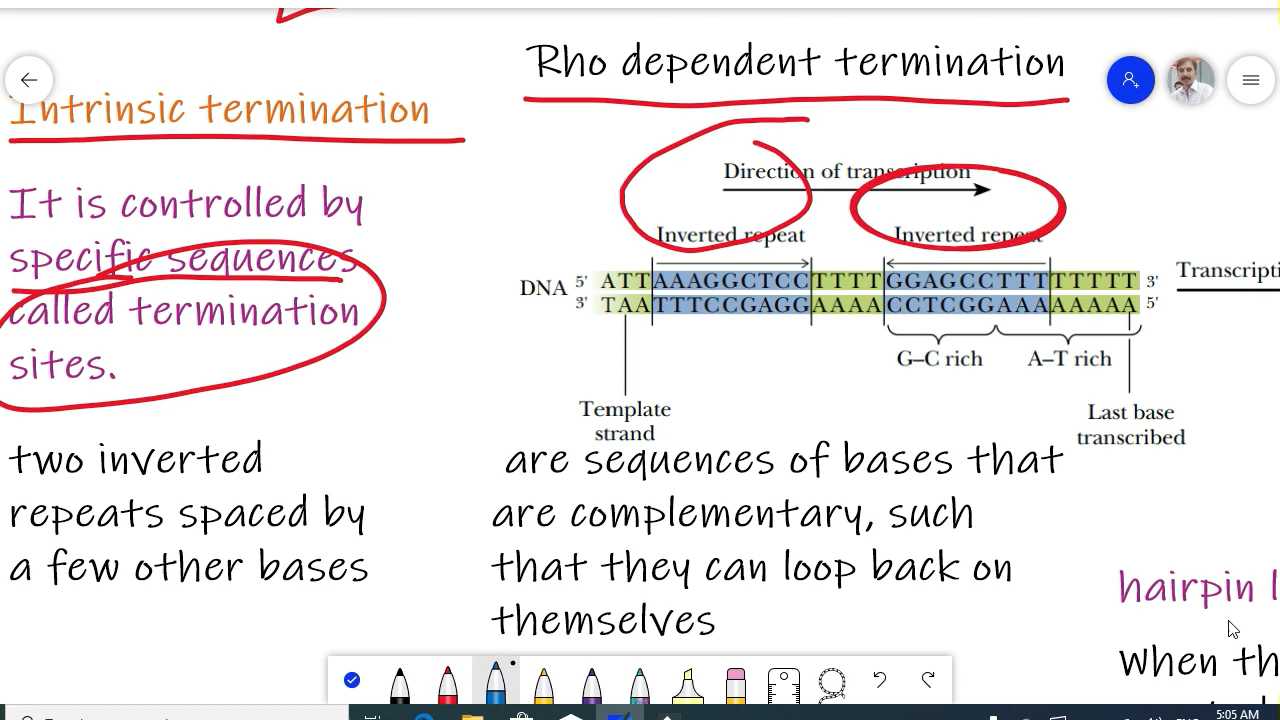 Rho dependent termination
Intrinsic termination
It is controlled by
specific sequences
called termination
sites.
Direction of transcription
Inverted repeat Inverted repeat
DNA 5' ATTAAAGGCTCCTTTTGGAGCCTTTTTTTT 3'
3' TAATTTCCGAGGAAAACCTCGGAAAAAAAA 5'
G–C rich A–T rich
Template
strand
Last base
transcribed
Transcripti
two inverted
repeats spaced by
a few other bases
are sequences of bases that
are complementary, such
that they can loop back on
themselves
hairpin l
When th
5:05 AM